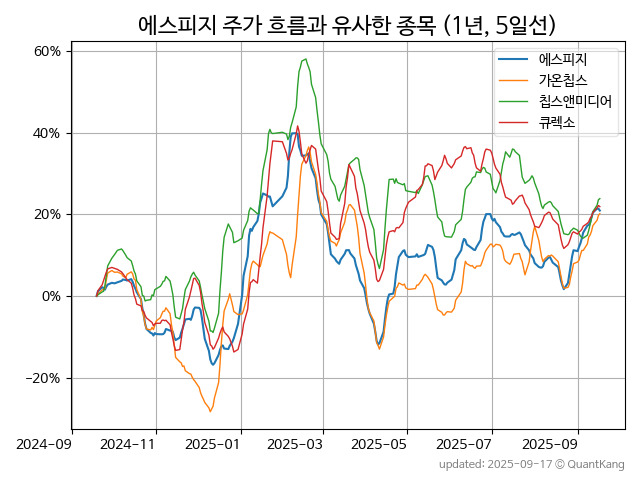 에스피지 주가 흐름과 유사한 종목 (1년, 5일선)
에스피지
가온칩스
칩스앤미디어
큐렉소
60%
40%
20%
0%
−20%
2024-09 2024-11 2025-01 2025-03 2025-05 2025-07 2025-09
updated: 2025-09-17 © QuantKang